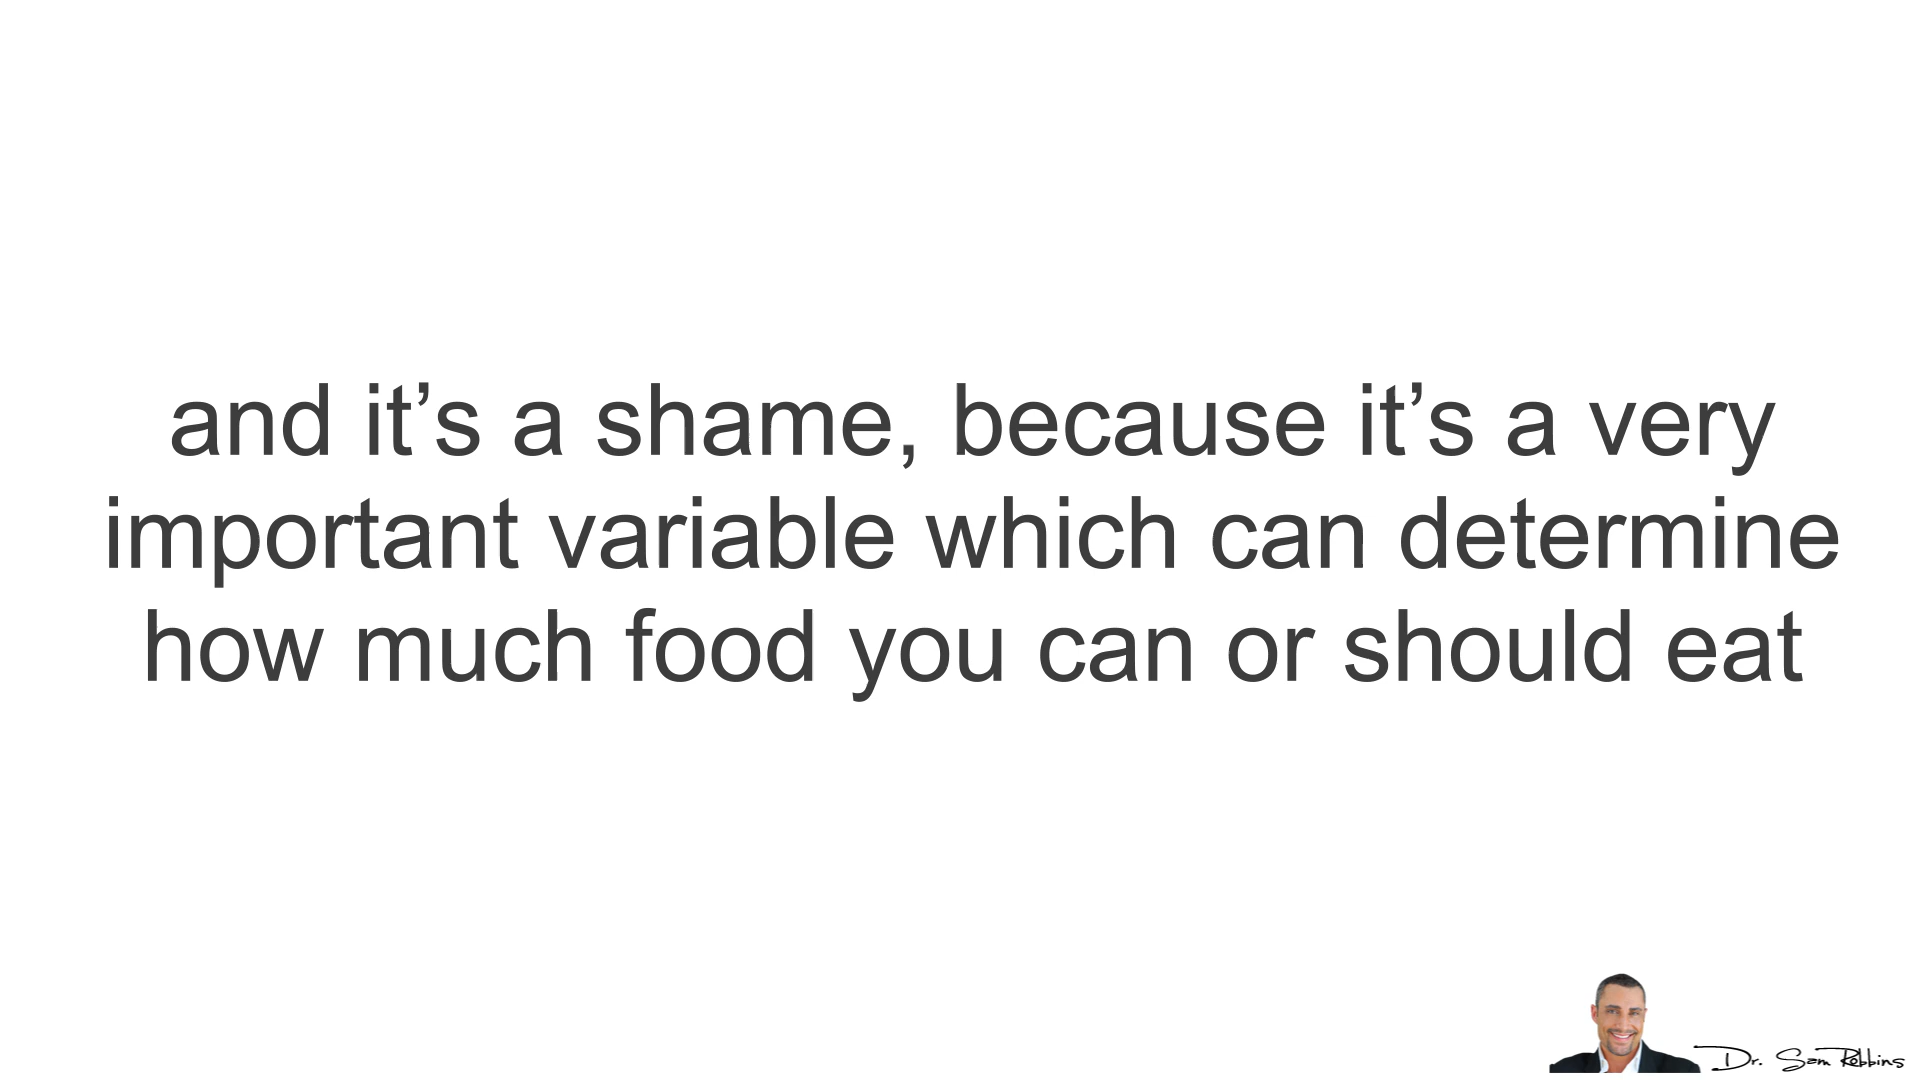 and it’s a shame, because it’s a very
important variable which can determine
how much food you can or should eat
Dr. Sam Robbins